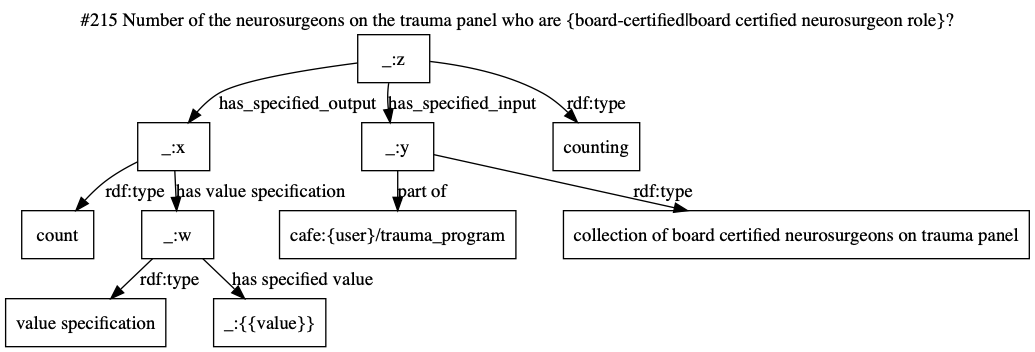 #215 Number of the neurosurgeons on the trauma panel who are {board-certified|board certified neurosurgeon role}?
_:z
has_specified_output
has_specified_input
rdf:type
_:x
_:y
counting
rdf:type
has value specification
part of
rdf:type
count
_:w
cafe:{user}/trauma_program
collection of board certified neurosurgeons on trauma panel
rdf:type
has specified value
value specification
_:{{value}}